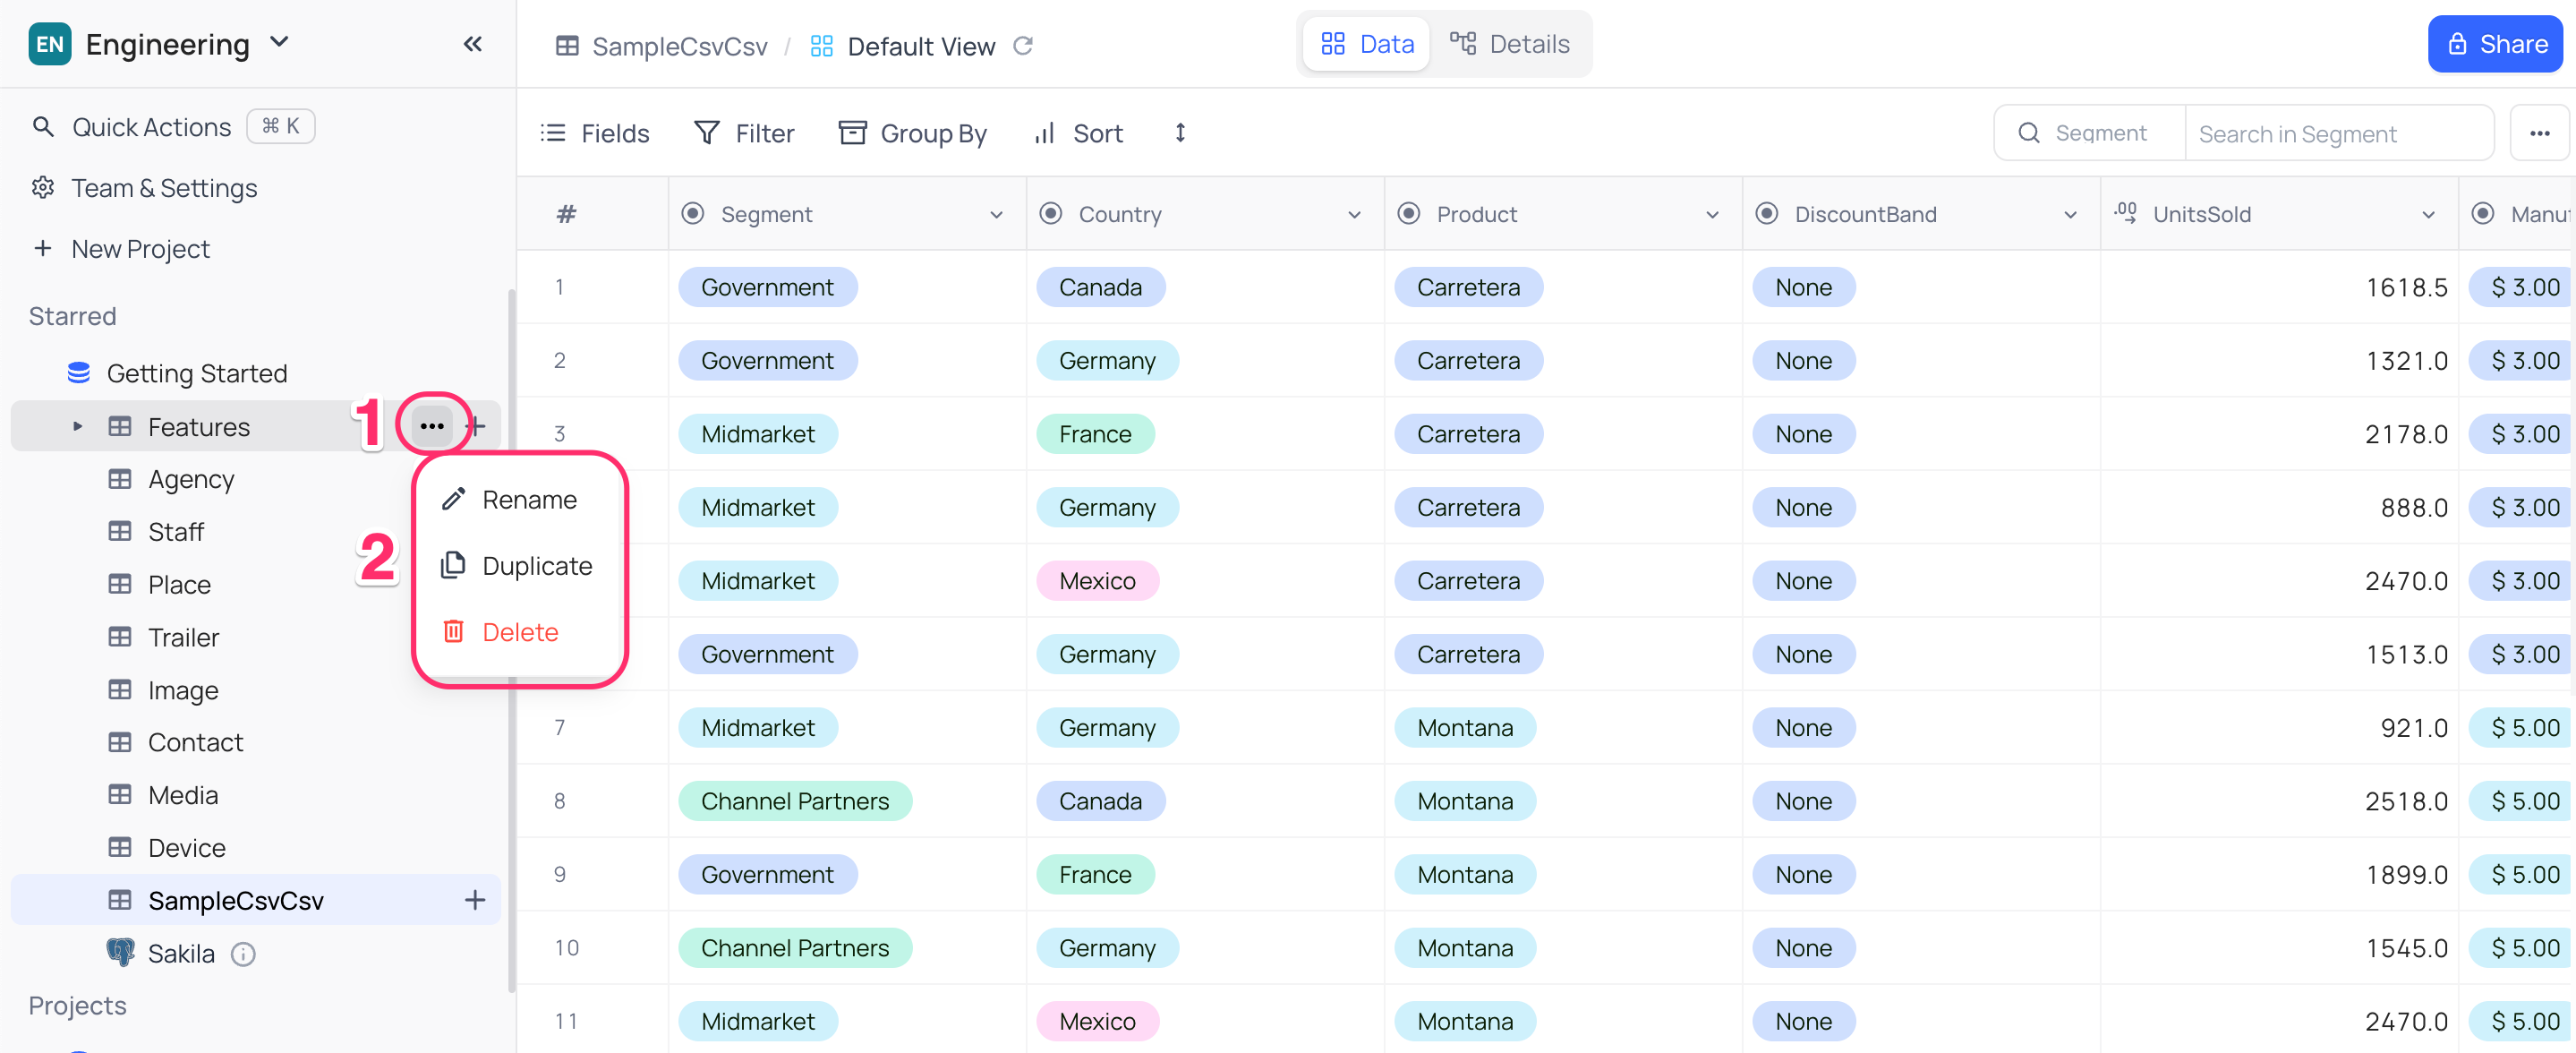 EN Engineering
SampleCsvCsv / Default View
Data Details
Share
Quick Actions ⌘ K
Team & Settings
+ New Project
Starred
Getting Started
Features
Agency
Staff
Place
Trailer
Image
Contact
Media
Device
SampleCsvCsv +
Sakila
Projects
1
2
Rename
Duplicate
Delete
Fields Filter Group By Sort
Segment Search in Segment
# Segment Country Product DiscountBand UnitsSold Manuf
1 Government Canada Carretera None 1618.5 $ 3.00
2 Government Germany Carretera None 1321.0 $ 3.00
3 Midmarket France Carretera None 2178.0 $ 3.00
Midmarket Germany Carretera None 888.0 $ 3.00
Midmarket Mexico Carretera None 2470.0 $ 3.00
Government Germany Carretera None 1513.0 $ 3.00
7 Midmarket Germany Montana None 921.0 $ 5.00
8 Channel Partners Canada Montana None 2518.0 $ 5.00
9 Government France Montana None 1899.0 $ 5.00
10 Channel Partners Germany Montana None 1545.0 $ 5.00
11 Midmarket Mexico Montana None 2470.0 $ 5.00